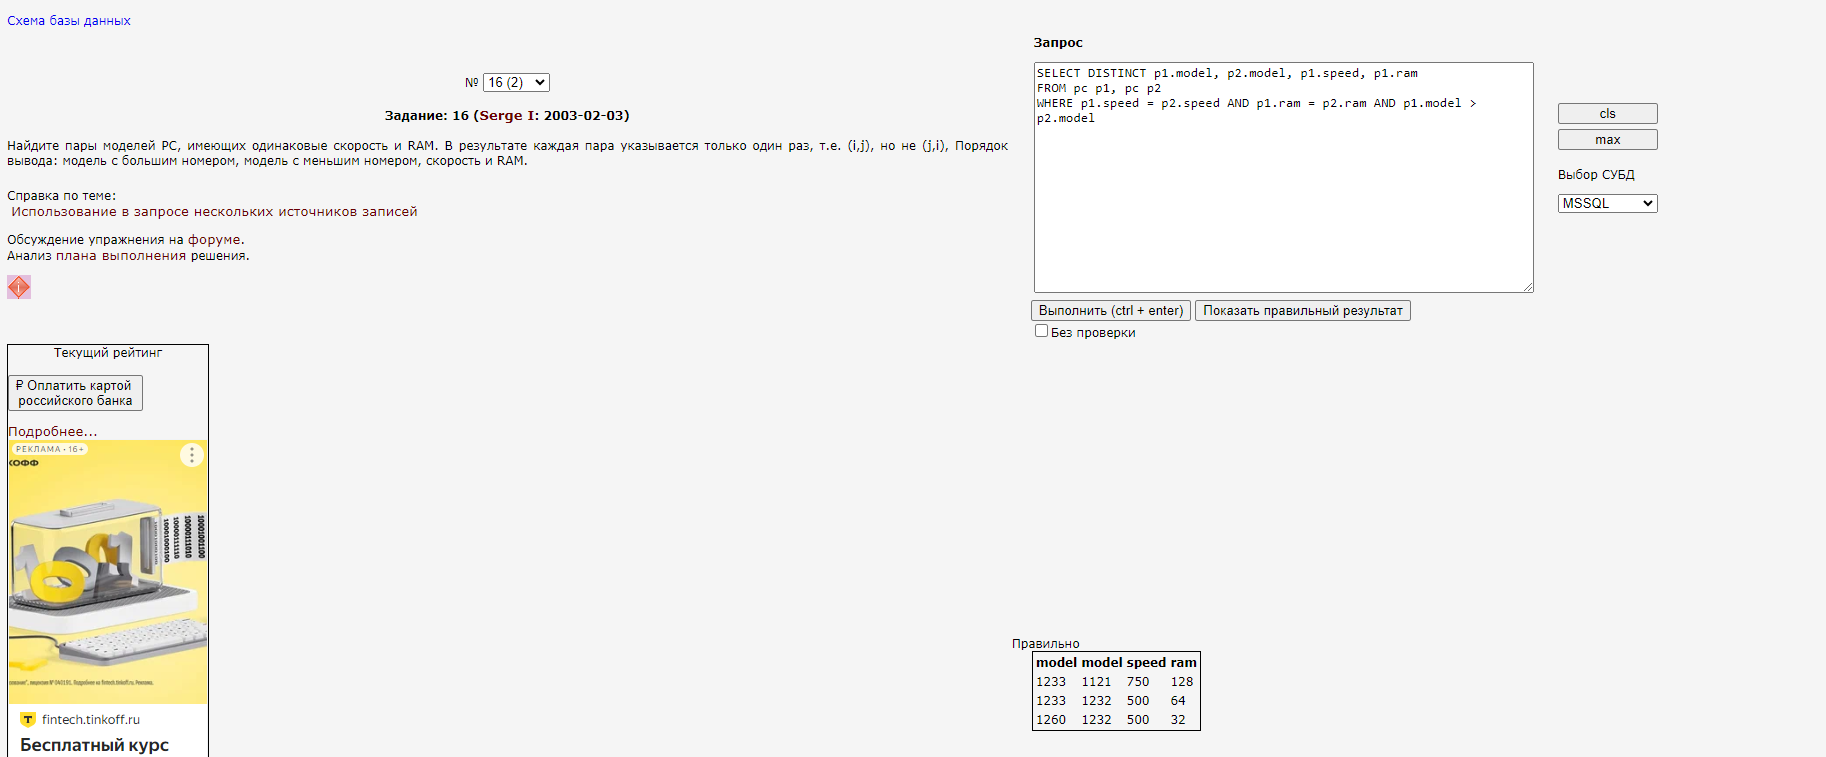 Схема базы данных
№ 16 (2)
Задание: 16 (Serge I: 2003-02-03)
Найдите пары моделей PC, имеющих одинаковые скорость и RAM. В результате каждая пара указывается только один раз, т.е. (i,j), но не (j,i), Порядок
вывода: модель с большим номером, модель с меньшим номером, скорость и RAM.
Справка по теме:
Использование в запросе нескольких источников записей
Обсуждение упражнения на форуме.
Анализ плана выполнения решения.
Текущий рейтинг
₽ Оплатить картой
российского банка
Подробнее...
РЕКЛАМА • 16+
КОФФ
fintech.tinkoff.ru
Бесплатный курс
Запрос
SELECT DISTINCT p1.model, p2.model, p1.speed, p1.ram
FROM pc p1, pc p2
WHERE p1.speed = p2.speed AND p1.ram = p2.ram AND p1.model >
p2.model
cls
max
Выбор СУБД
MSSQL
Выполнить (ctrl + enter) Показать правильный результат
Без проверки
Правильно
model model speed ram
1233 1121 750 128
1233 1232 500 64
1260 1232 500 32